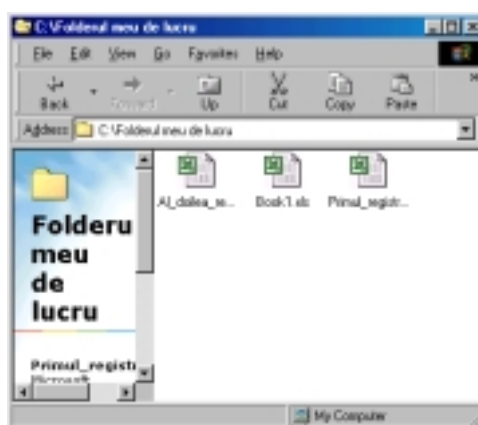 C:\Folderul meu de lucru
File Edit View Go Favorites Help
Back Forward Up Cut Copy Paste
Address C:\Folderul meu de lucru
Al_doilea_re... Book1.xls Primul_registr...
Folderu
meu
de
lucru
Primul_registr
Microsoft
My Computer